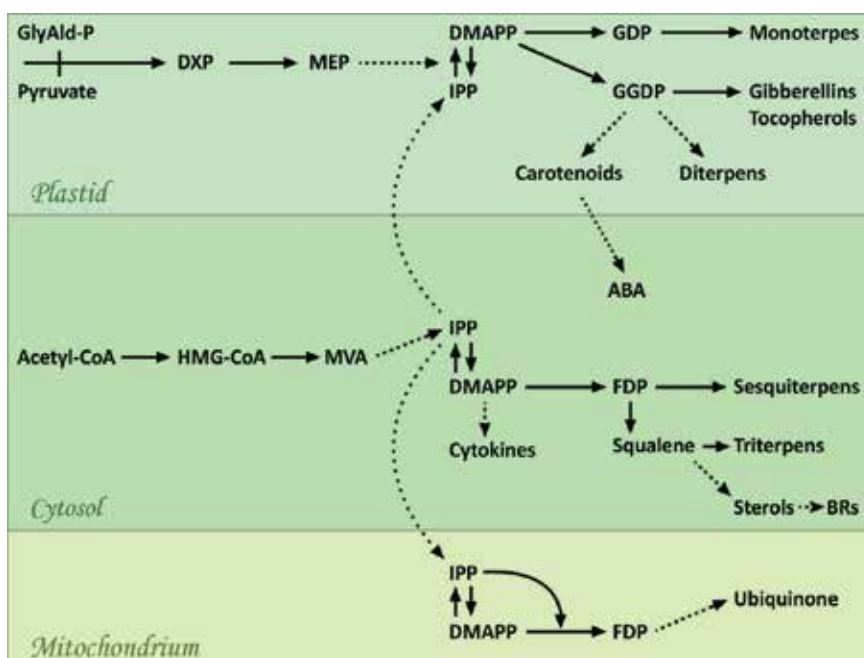 GlyAld-P
Pyruvate
DXP
MEP
DMAPP
IPP
GDP
Monoterpes
GGDP
Gibberellins
Tocopherols
Carotenoids
Diterpens
Plastid
ABA
Acetyl-CoA
HMG-CoA
MVA
IPP
DMAPP
FDP
Sesquiterpens
Cytokines
Squalene
Triterpens
Sterols
BRs
Cytosol
IPP
DMAPP
FDP
Ubiquinone
Mitochondrium